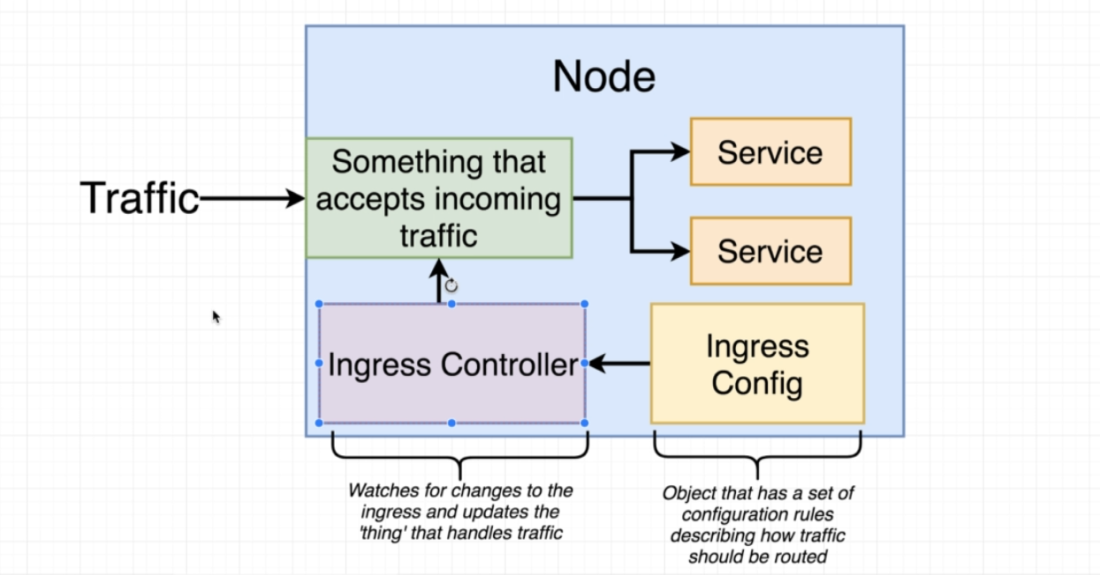 Node
Traffic
Something that
accepts incoming
traffic
Service
Service
Ingress Controller
Ingress
Config
Watches for changes to the
ingress and updates the
'thing' that handles traffic
Object that has a set of
configuration rules
describing how traffic
should be routed